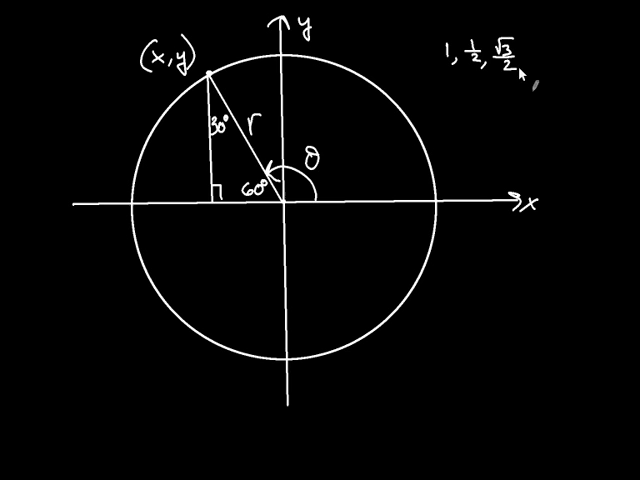 y
(x,y)
1, 1/2, √3/2,
30°
r
θ
60°
x